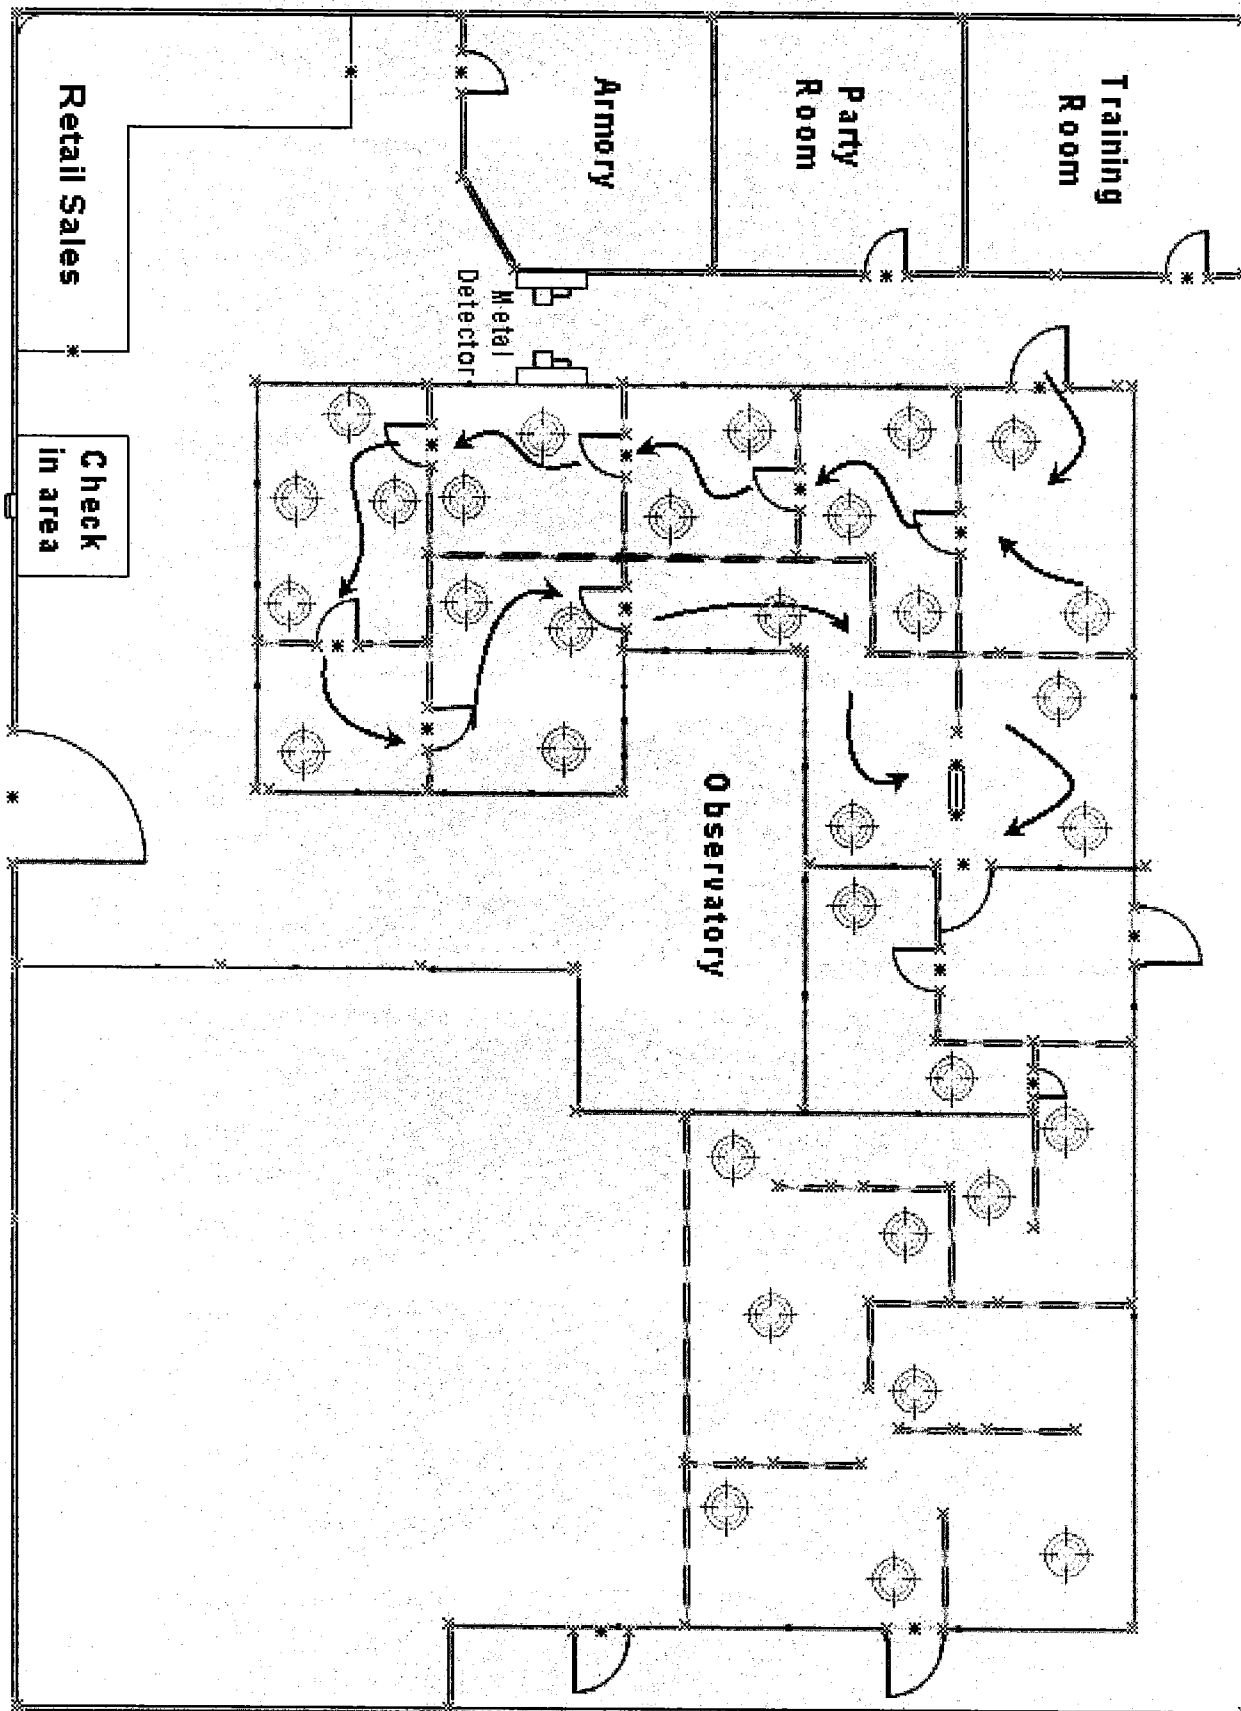 Training
Room
Party
Room
Armory
Metal
Detector
Retail Sales
Check
in area
Observatory